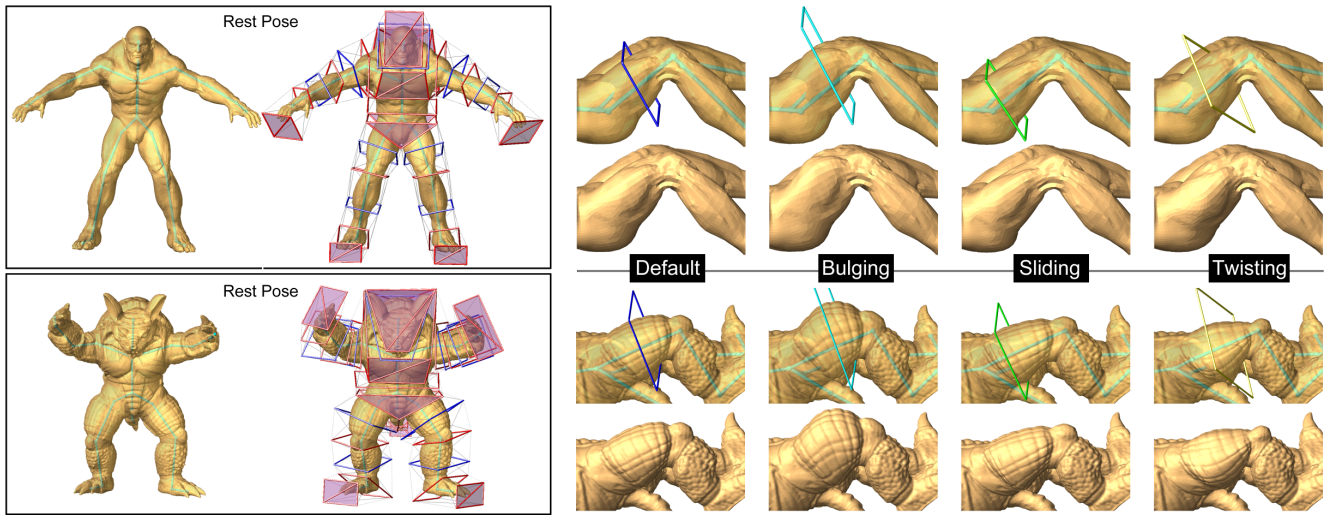 Rest Pose
Default
Bulging
Sliding
Twisting
Rest Pose